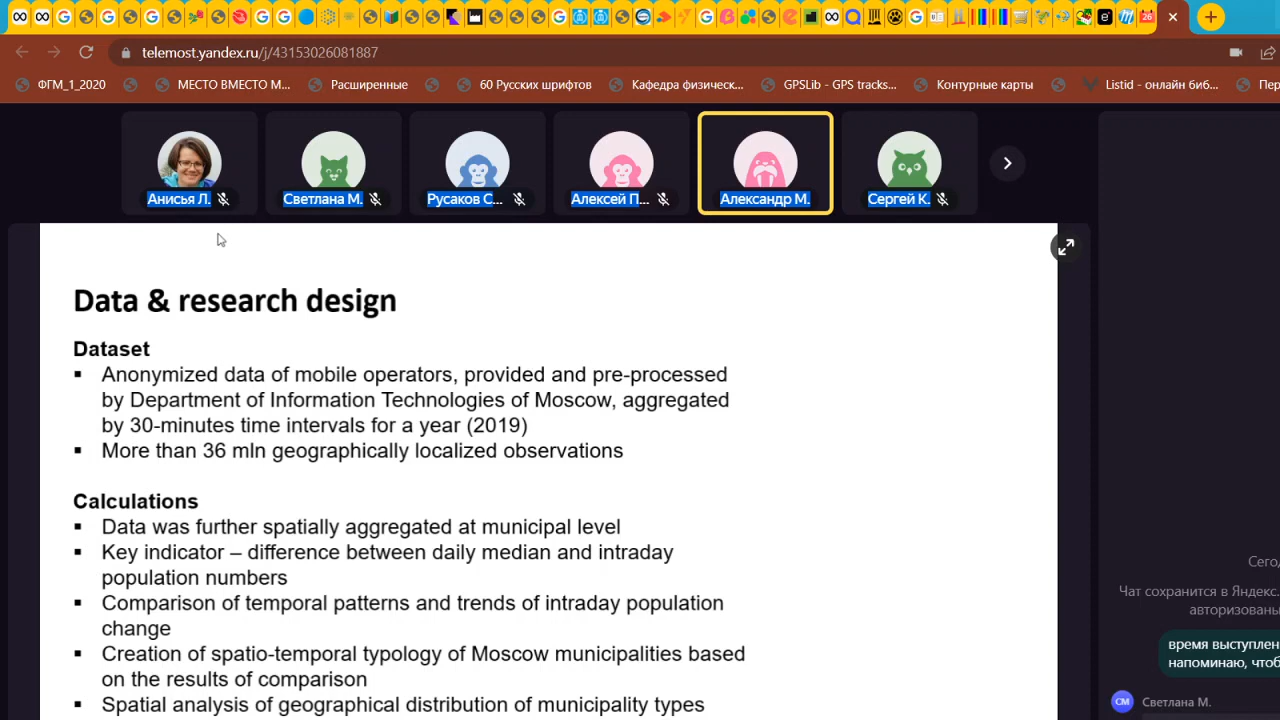 26
telemost.yandex.ru/j/43153026081887
ФГМ_1_2020
МЕСТО ВМЕСТО М...
Расширенные
60 Русских шрифтов
Кафедра физическ...
GPSLib - GPS tracks...
Контурные карты
Listid - онлайн биб...
Пер
Анисья Л.
Светлана М.
Русаков С...
Алексей П...
Александр М.
Сергей К.
Data & research design
Dataset
▪ Anonymized data of mobile operators, provided and pre-processed
by Department of Information Technologies of Moscow, aggregated
by 30-minutes time intervals for a year (2019)
▪ More than 36 mln geographically localized observations
Calculations
▪ Data was further spatially aggregated at municipal level
▪ Key indicator – difference between daily median and intraday
population numbers
▪ Comparison of temporal patterns and trends of intraday population
change
▪ Creation of spatio-temporal typology of Moscow municipalities based
on the results of comparison
▪ Spatial analysis of geographical distribution of municipality types
Сегод
Чат сохранится в Яндекс.
авторизованы
время выступлен
напоминаю, чтоб
СМ
Светлана М.